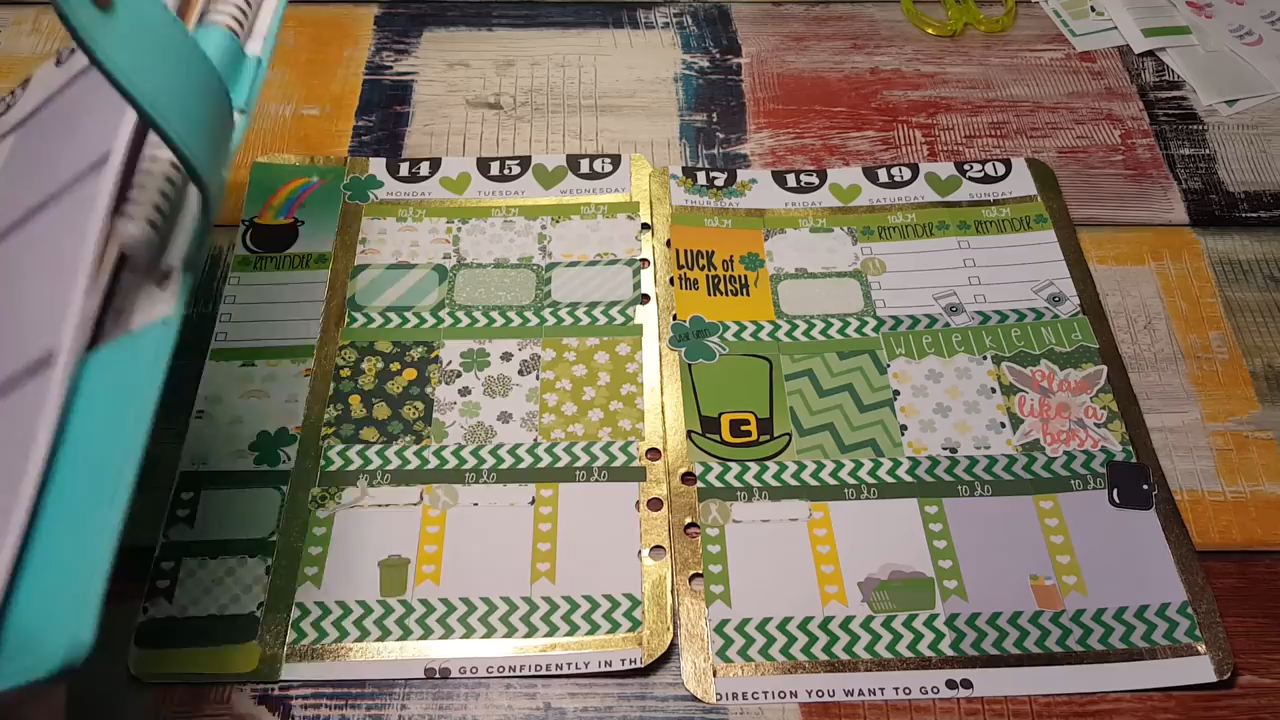 14 15 16
MONDAY TUESDAY WEDNESDAY
REMINDER
to do to do to do
GO CONFIDENTLY IN THE
17 18 19 20
THURSDAY FRIDAY SATURDAY SUNDAY
REMINDER REMINDER
LUCK of
the IRISH
WEEKEND
Plan
like a
boss
to do to do to do to do
DIRECTION YOU WANT TO GO